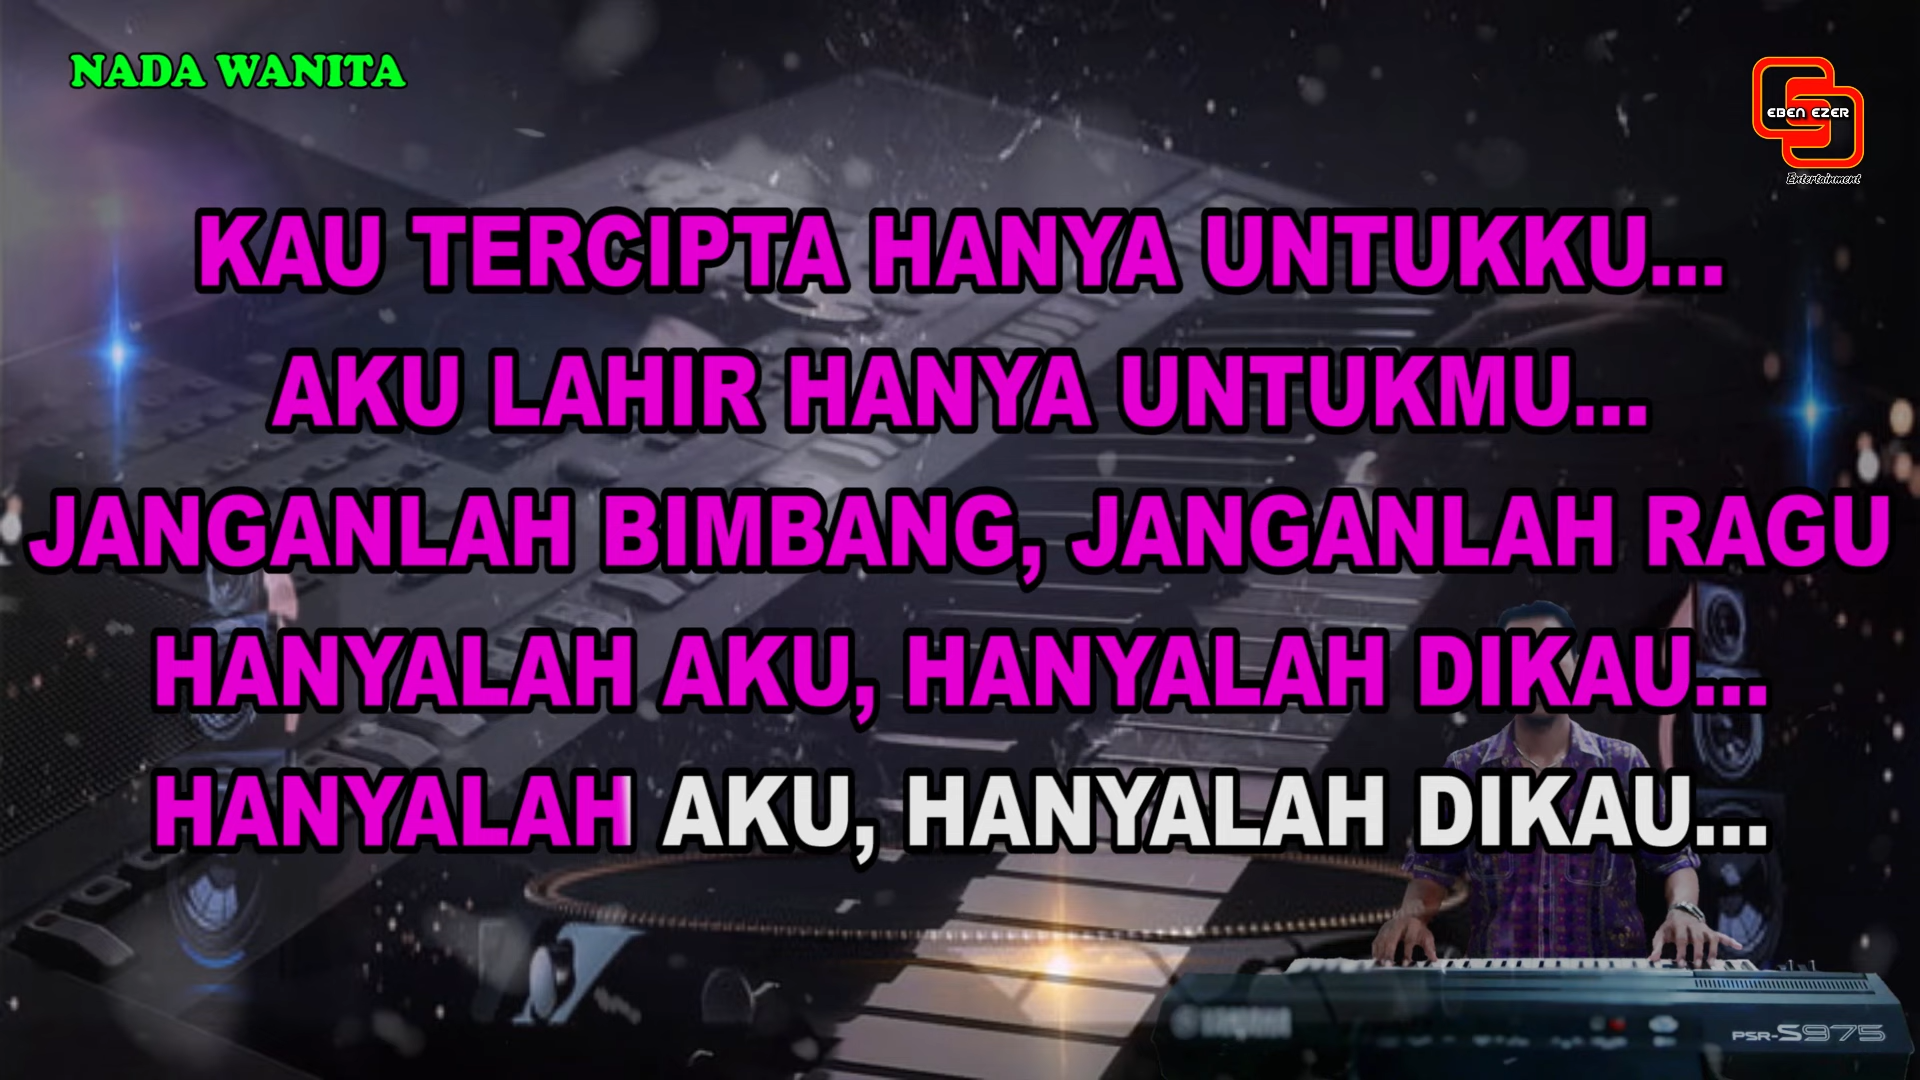 NADA WANITA
EBEN EZER
Entertainment
KAU TERCIPTA HANYA UNTUKKU...
AKU LAHIR HANYA UNTUKMU...
JANGANLAH BIMBANG, JANGANLAH RAGU
HANYALAH AKU, HANYALAH DIKAU...
HANYALAH AKU, HANYALAH DIKAU...
PSR-S975